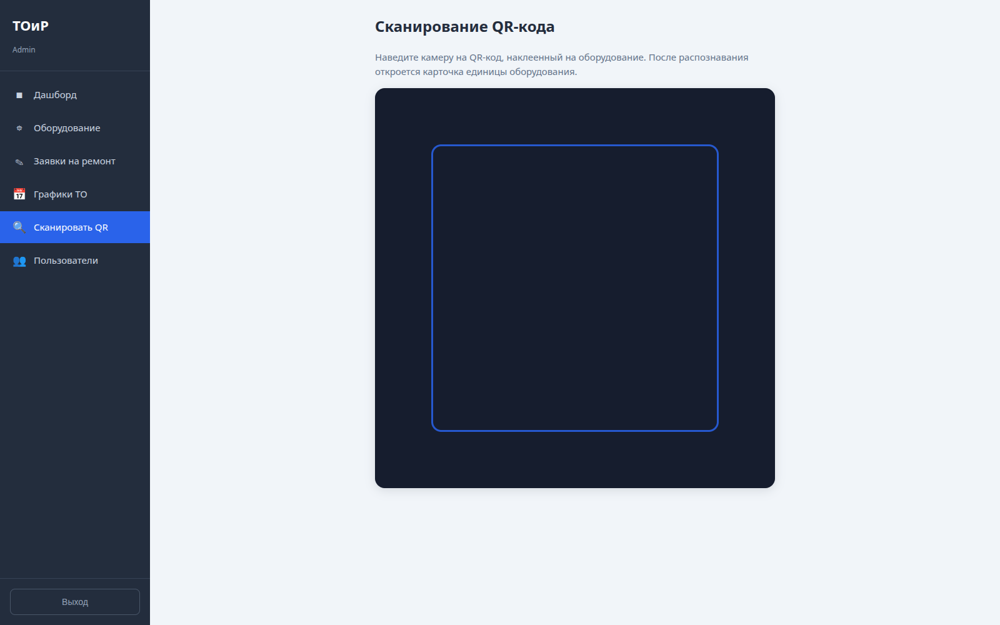 ТОиР
Admin
Дашборд
Оборудование
Заявки на ремонт
Графики ТО
Сканировать QR
Пользователи
Выход
Сканирование QR-кода
Наведите камеру на QR-код, наклеенный на оборудование. После распознавания
откроется карточка единицы оборудования.